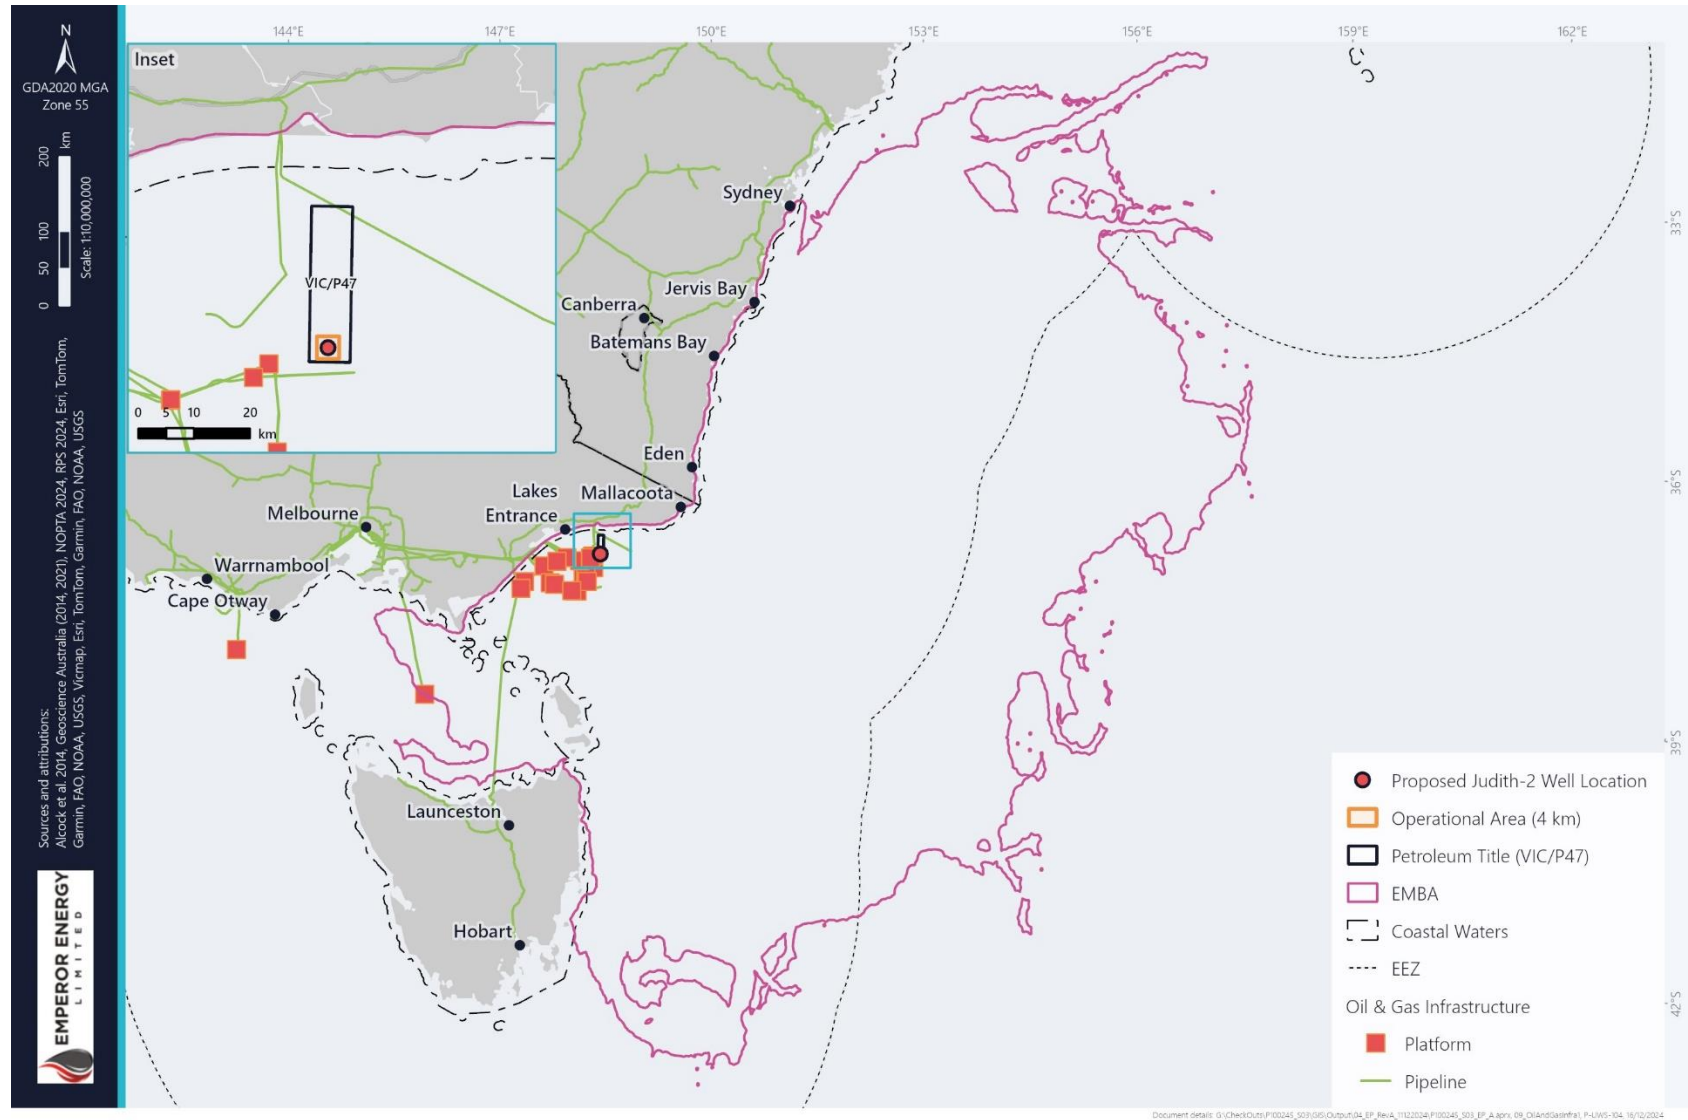 N
GDA2020 MGA
Zone 55
200
100
50
0
km
Scale: 1:10,000,000
Sources and attributions:
Alcock et al. 2014, Geoscience Australia (2014, 2021), NOPTA 2024, RPS 2024, Esri, TomTom,
Garmin, FAO, NOAA, USGS, Vicmap, Esri, TomTom, Garmin, FAO, NOAA, USGS
EMPEROR ENERGY
LIMITED
144°E
147°E
150°E
153°E
156°E
159°E
162°E
33°S
36°S
39°S
42°S
Inset
VIC/P47
0 5 10 20
km
Sydney
Jervis Bay
Canberra
Batemans Bay
Eden
Mallacoota
Lakes
Entrance
Melbourne
Warrnambool
Cape Otway
Launceston
Hobart
Proposed Judith-2 Well Location
Operational Area (4 km)
Petroleum Title (VIC/P47)
EMBA
Coastal Waters
EEZ
Oil & Gas Infrastructure
Platform
Pipeline